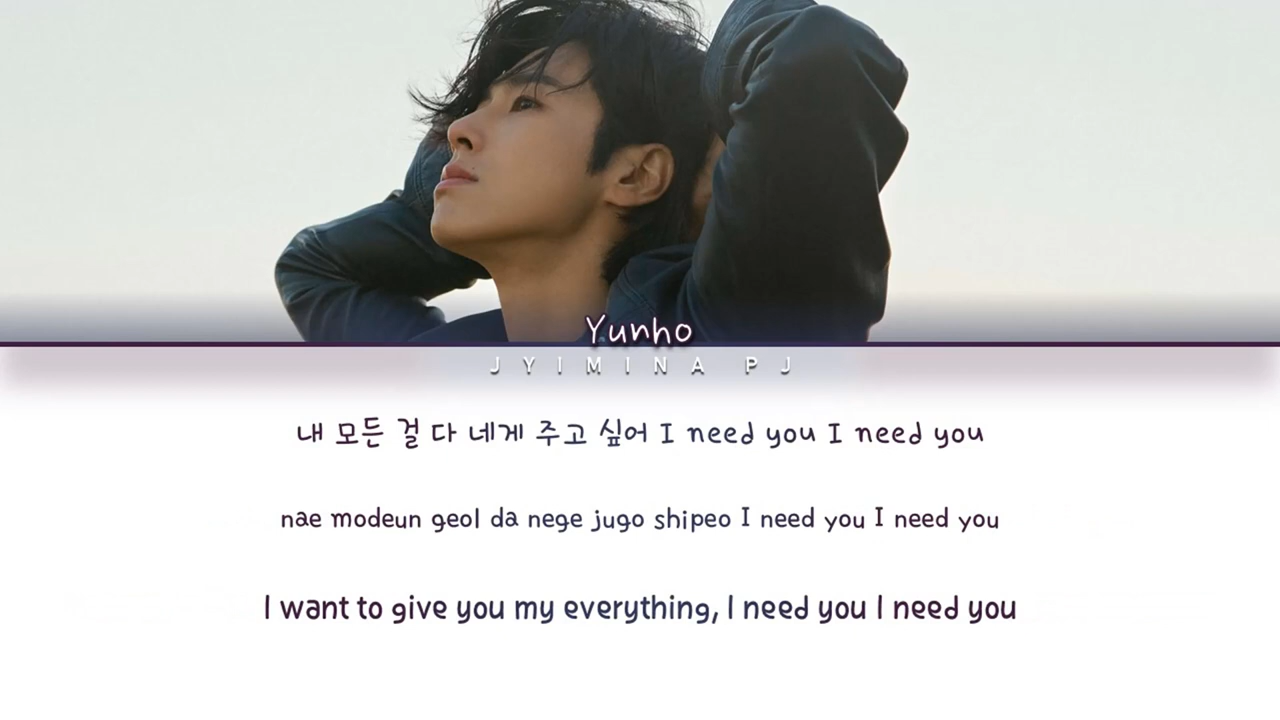 Yunho
JYIMINA PJ
내 모든 걸 다 네게 주고 싶어 I need you I need you
nae modeun geol da nege jugo shipeo I need you I need you
I want to give you my everything, I need you I need you